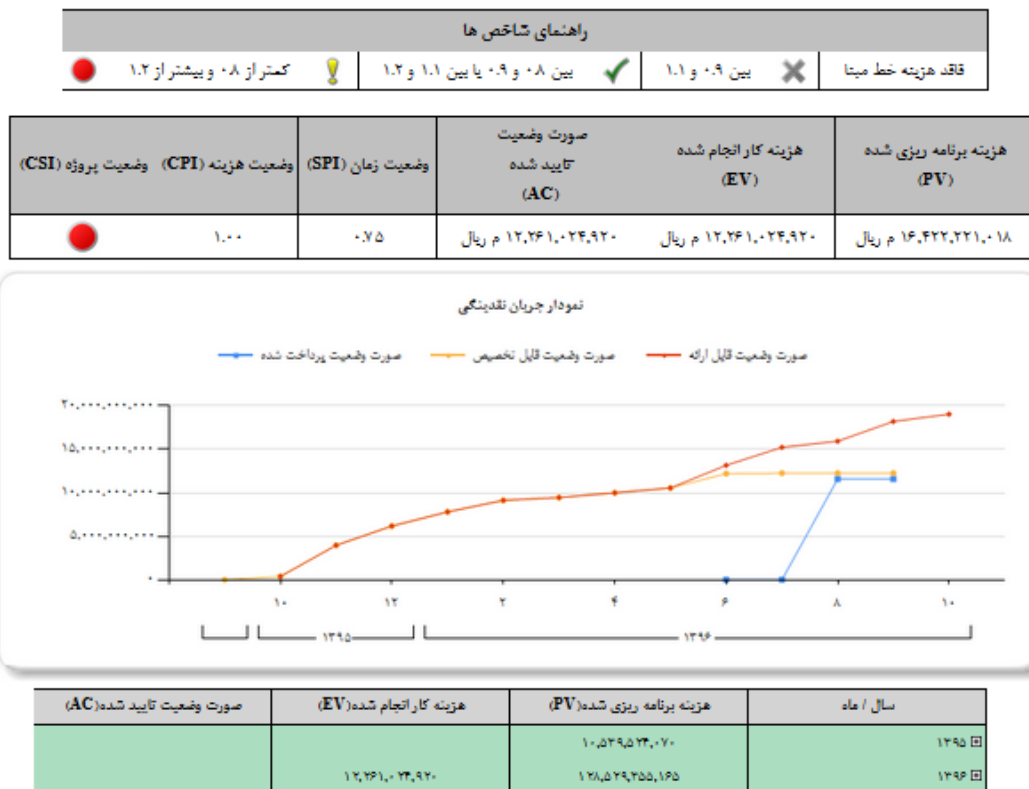 راهنمای شاخص ها
فاقد هزینه خط مبنا
بین ۰.۹ و ۱.۱
بین ۰.۸ و ۰.۹ یا بین ۱.۱ و ۱.۲
کمتر از ۰.۸ و بیشتر از ۱.۲
هزینه برنامه ریزی شده
(PV)
هزینه کار انجام شده
(EV)
صورت وضعیت
تایید شده
(AC)
وضعیت زمان (SPI)
وضعیت هزینه (CPI)
وضعیت پروژه (CSI)
۱۶,۴۲۲,۲۲۱,۰۱۸ م ریال
۱۲,۲۶۱,۰۲۴,۹۲۰ م ریال
۱۲,۲۶۱,۰۲۴,۹۲۰ م ریال
۰.۷۵
۱.۰۰
نمودار جریان نقدینگی
صورت وضعیت قابل ارائه
صورت وضعیت قابل تخصیص
صورت وضعیت پرداخت شده
۲۰,۰۰۰,۰۰۰,۰۰۰
۱۵,۰۰۰,۰۰۰,۰۰۰
۱۰,۰۰۰,۰۰۰,۰۰۰
۵,۰۰۰,۰۰۰,۰۰۰
۰
۱۰ ۱۲ ۲ ۴ ۶ ۸ ۱۰
۱۳۹۵ ۱۳۹۶
سال / ماه
هزینه برنامه ریزی شده(PV)
هزینه کار انجام شده(EV)
صورت وضعیت تایید شده(AC)
۱۳۹۵
۱۰,۵۳۹,۵۲۴,۰۷۰
۱۳۹۶
۱۲۸,۵۲۹,۲۵۵,۱۶۵
۱۲,۲۶۱,۰۲۴,۹۲۰